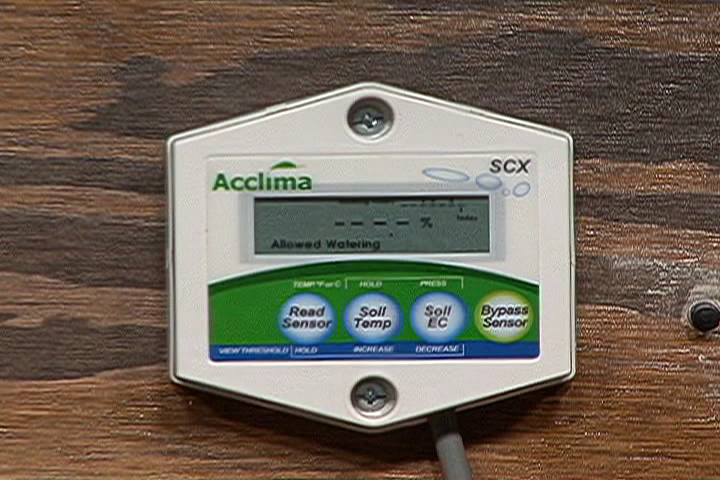 SCX
Acclima
- - - - %
today
Allowed Watering
TEMP °F or C HOLD PRESS
Read Sensor
Soil Temp
Soil EC
Bypass Sensor
VIEW THRESHOLD HOLD INCREASE DECREASE